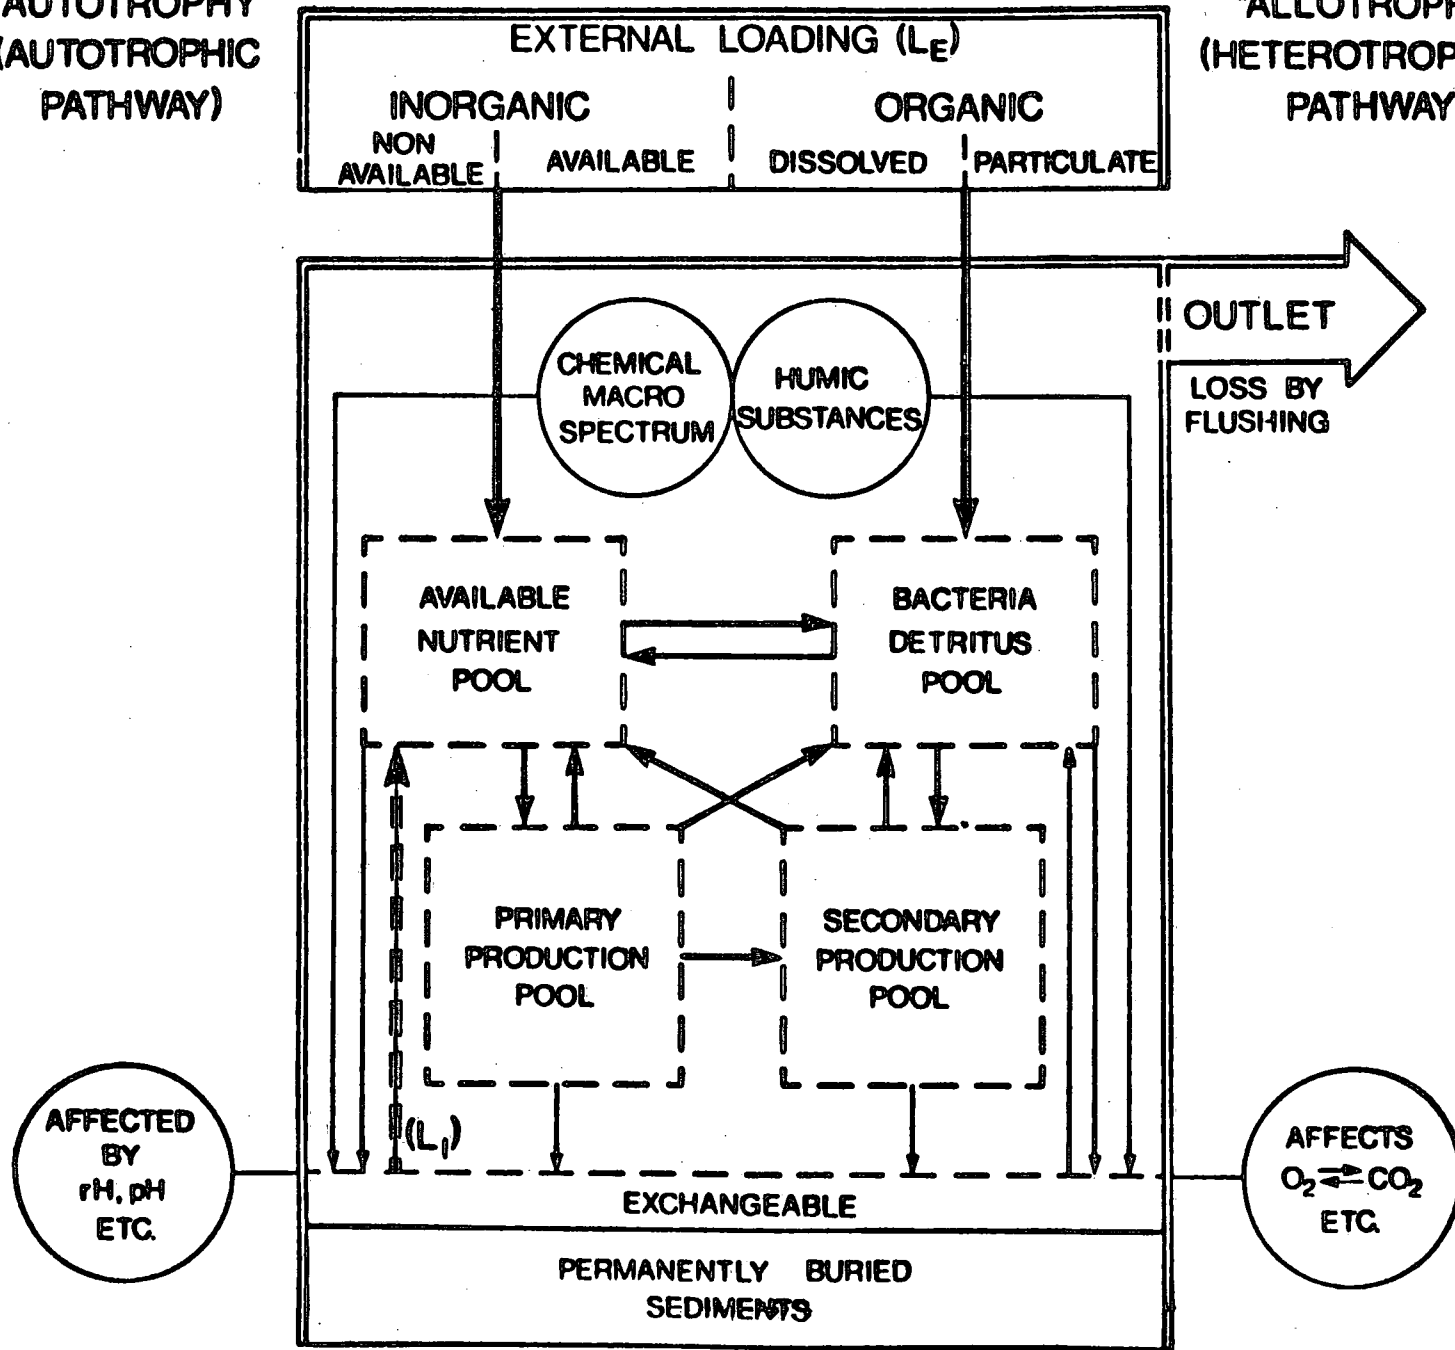 AUTOTROPHY
(AUTOTROPHIC
PATHWAY)
EXTERNAL LOADING (LE)
INORGANIC
ORGANIC
NON
AVAILABLE
AVAILABLE
DISSOLVED
PARTICULATE
ALLOTROPH
(HETEROTROP
PATHWAY
OUTLET
LOSS BY
FLUSHING
CHEMICAL
MACRO
SPECTRUM
HUMIC
SUBSTANCES
AVAILABLE
NUTRIENT
POOL
BACTERIA
DETRITUS
POOL
PRIMARY
PRODUCTION
POOL
SECONDARY
PRODUCTION
POOL
(LI)
AFFECTED
BY
rH, pH
ETC.
AFFECTS
O2 ⇄ CO2
ETC.
EXCHANGEABLE
PERMANENTLY BURIED
SEDIMENTS